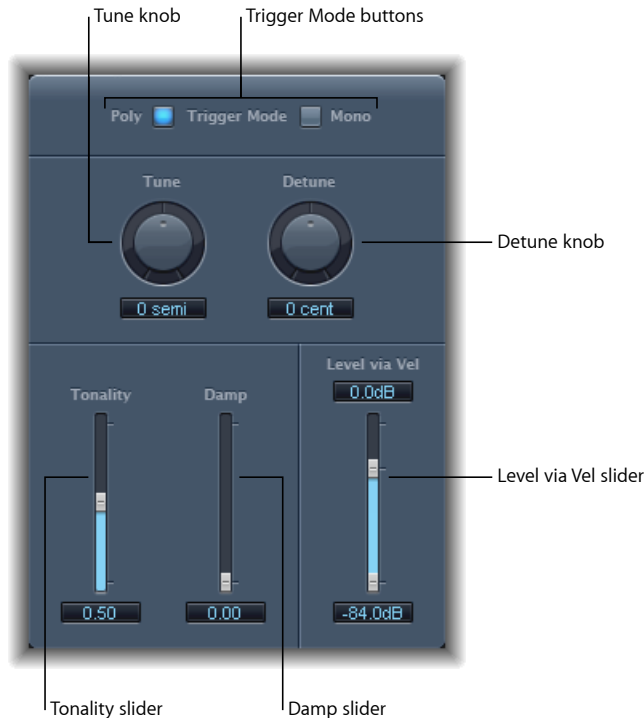 Tune knob
Trigger Mode buttons
Poly Trigger Mode Mono
Tune Detune
Detune knob
0 semi 0 cent
Level via Vel
Tonality Damp
0.0dB
Level via Vel slider
0.50 0.00 -84.0dB
Tonality slider
Damp slider